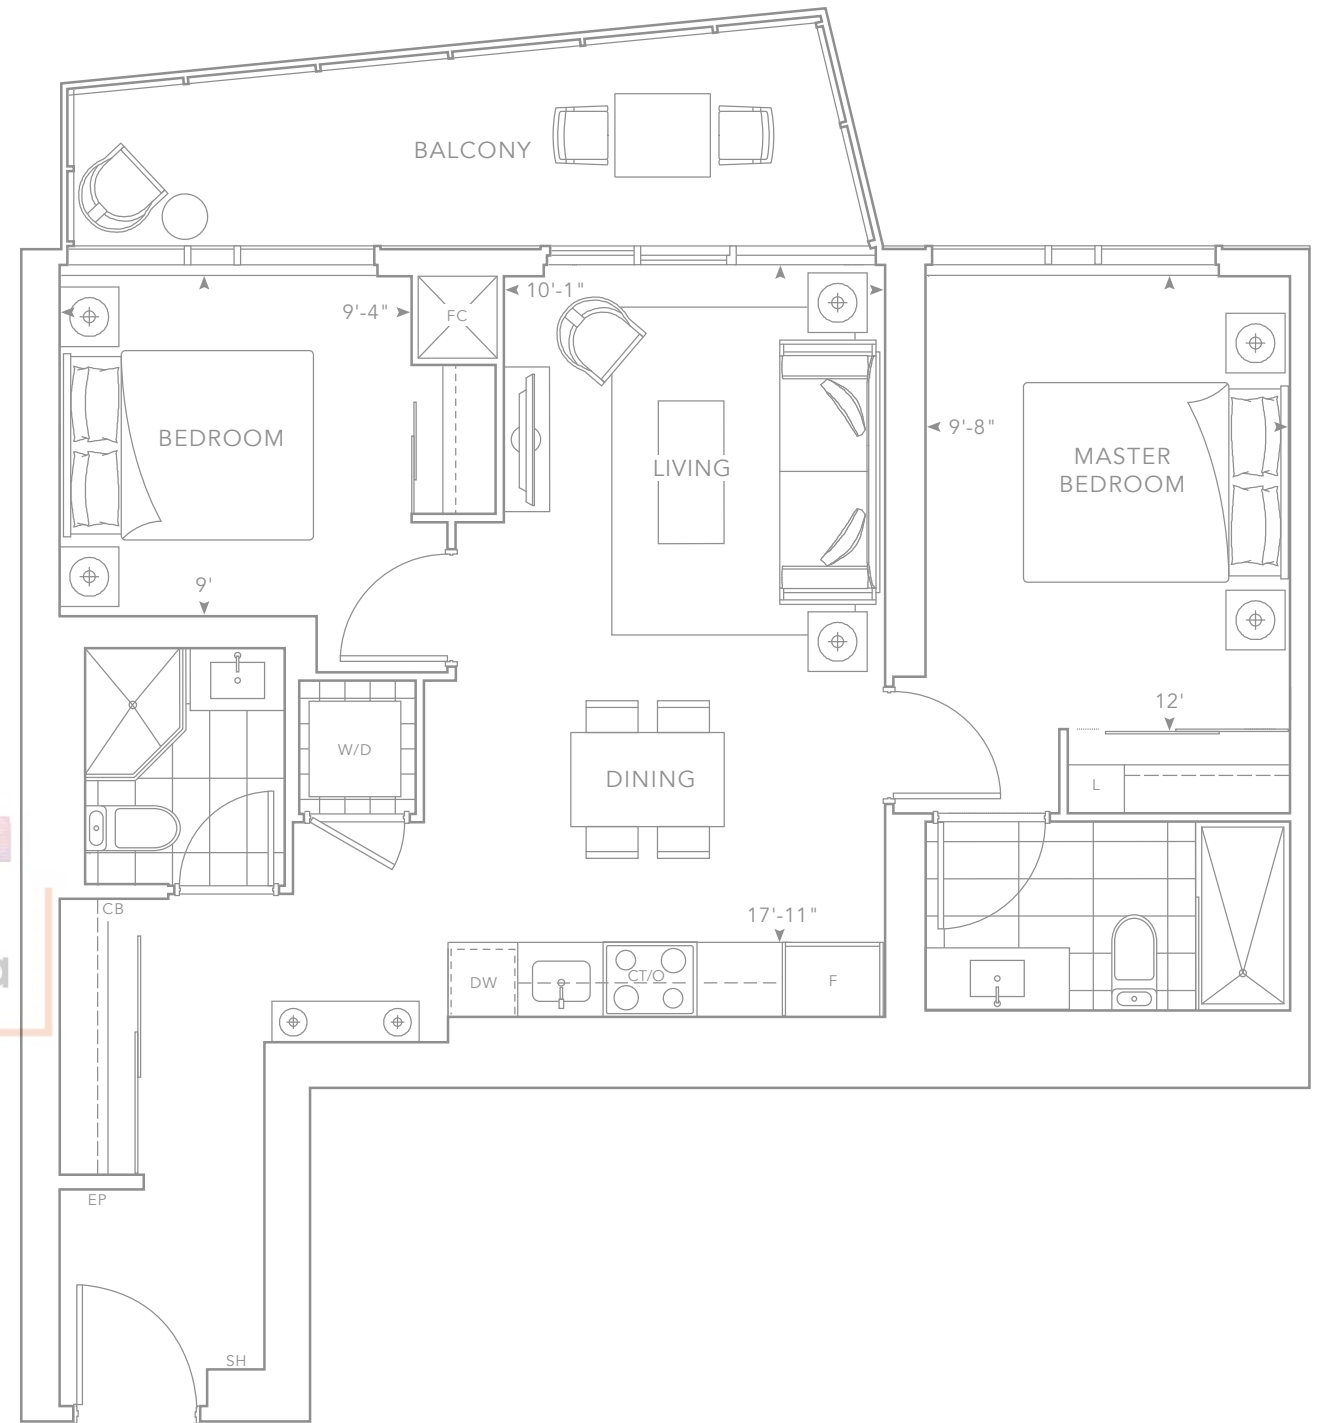 BALCONY
9'-4"
FC
10'-1"
BEDROOM
LIVING
9'-8"
MASTER
BEDROOM
9'
12'
W/D
DINING
L
CB
17'-11"
DW
CT/O
F
EP
SH